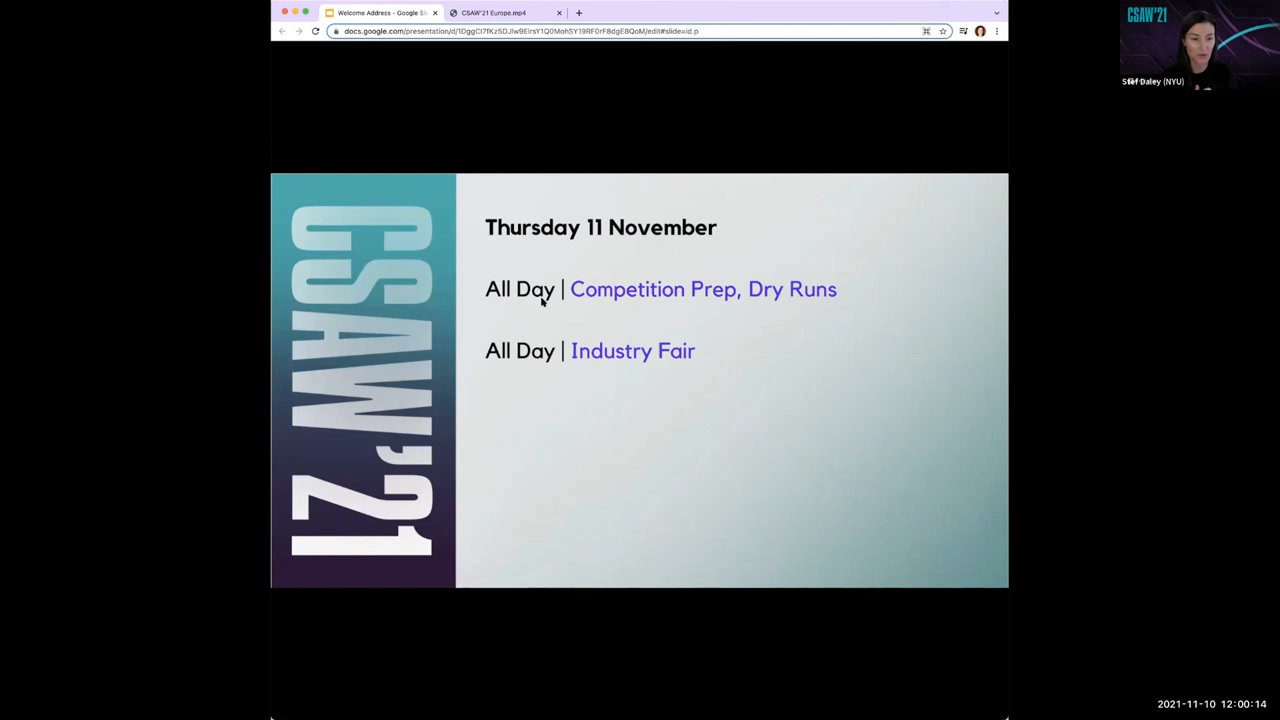 Welcome Address - Google Sli
CSAW'21 Europe.mp4
CSAW'21
Stef Daley (NYU)
CSAW'21
Thursday 11 November
All Day | Competition Prep, Dry Runs
All Day | Industry Fair
2021-11-10 12:00:14